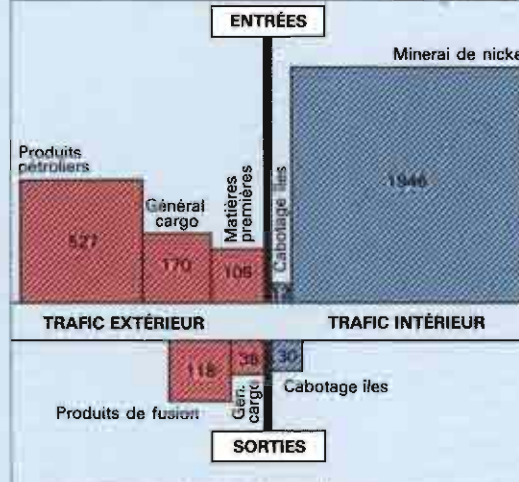 ENTRÉES
Minerai de nicke
Produits
pétroliers
Général
cargo
Matières
premières
Cabotage îles
527
170
1946
TRAFIC EXTÉRIEUR
TRAFIC INTÉRIEUR
118
38
30
Produits de fusion
Gén.
cargo
Cabotage îles
SORTIES